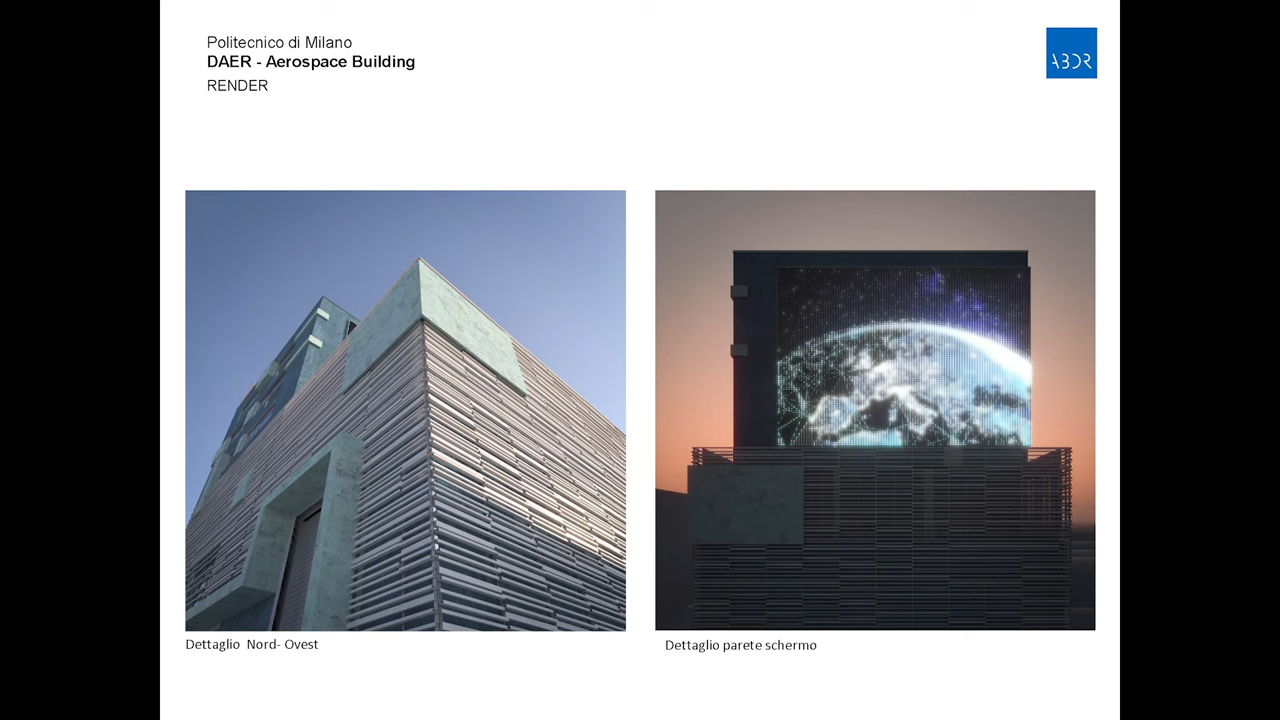 Politecnico di Milano
DAER - Aerospace Building
RENDER
ABDR
Dettaglio  Nord- Ovest
Dettaglio parete schermo